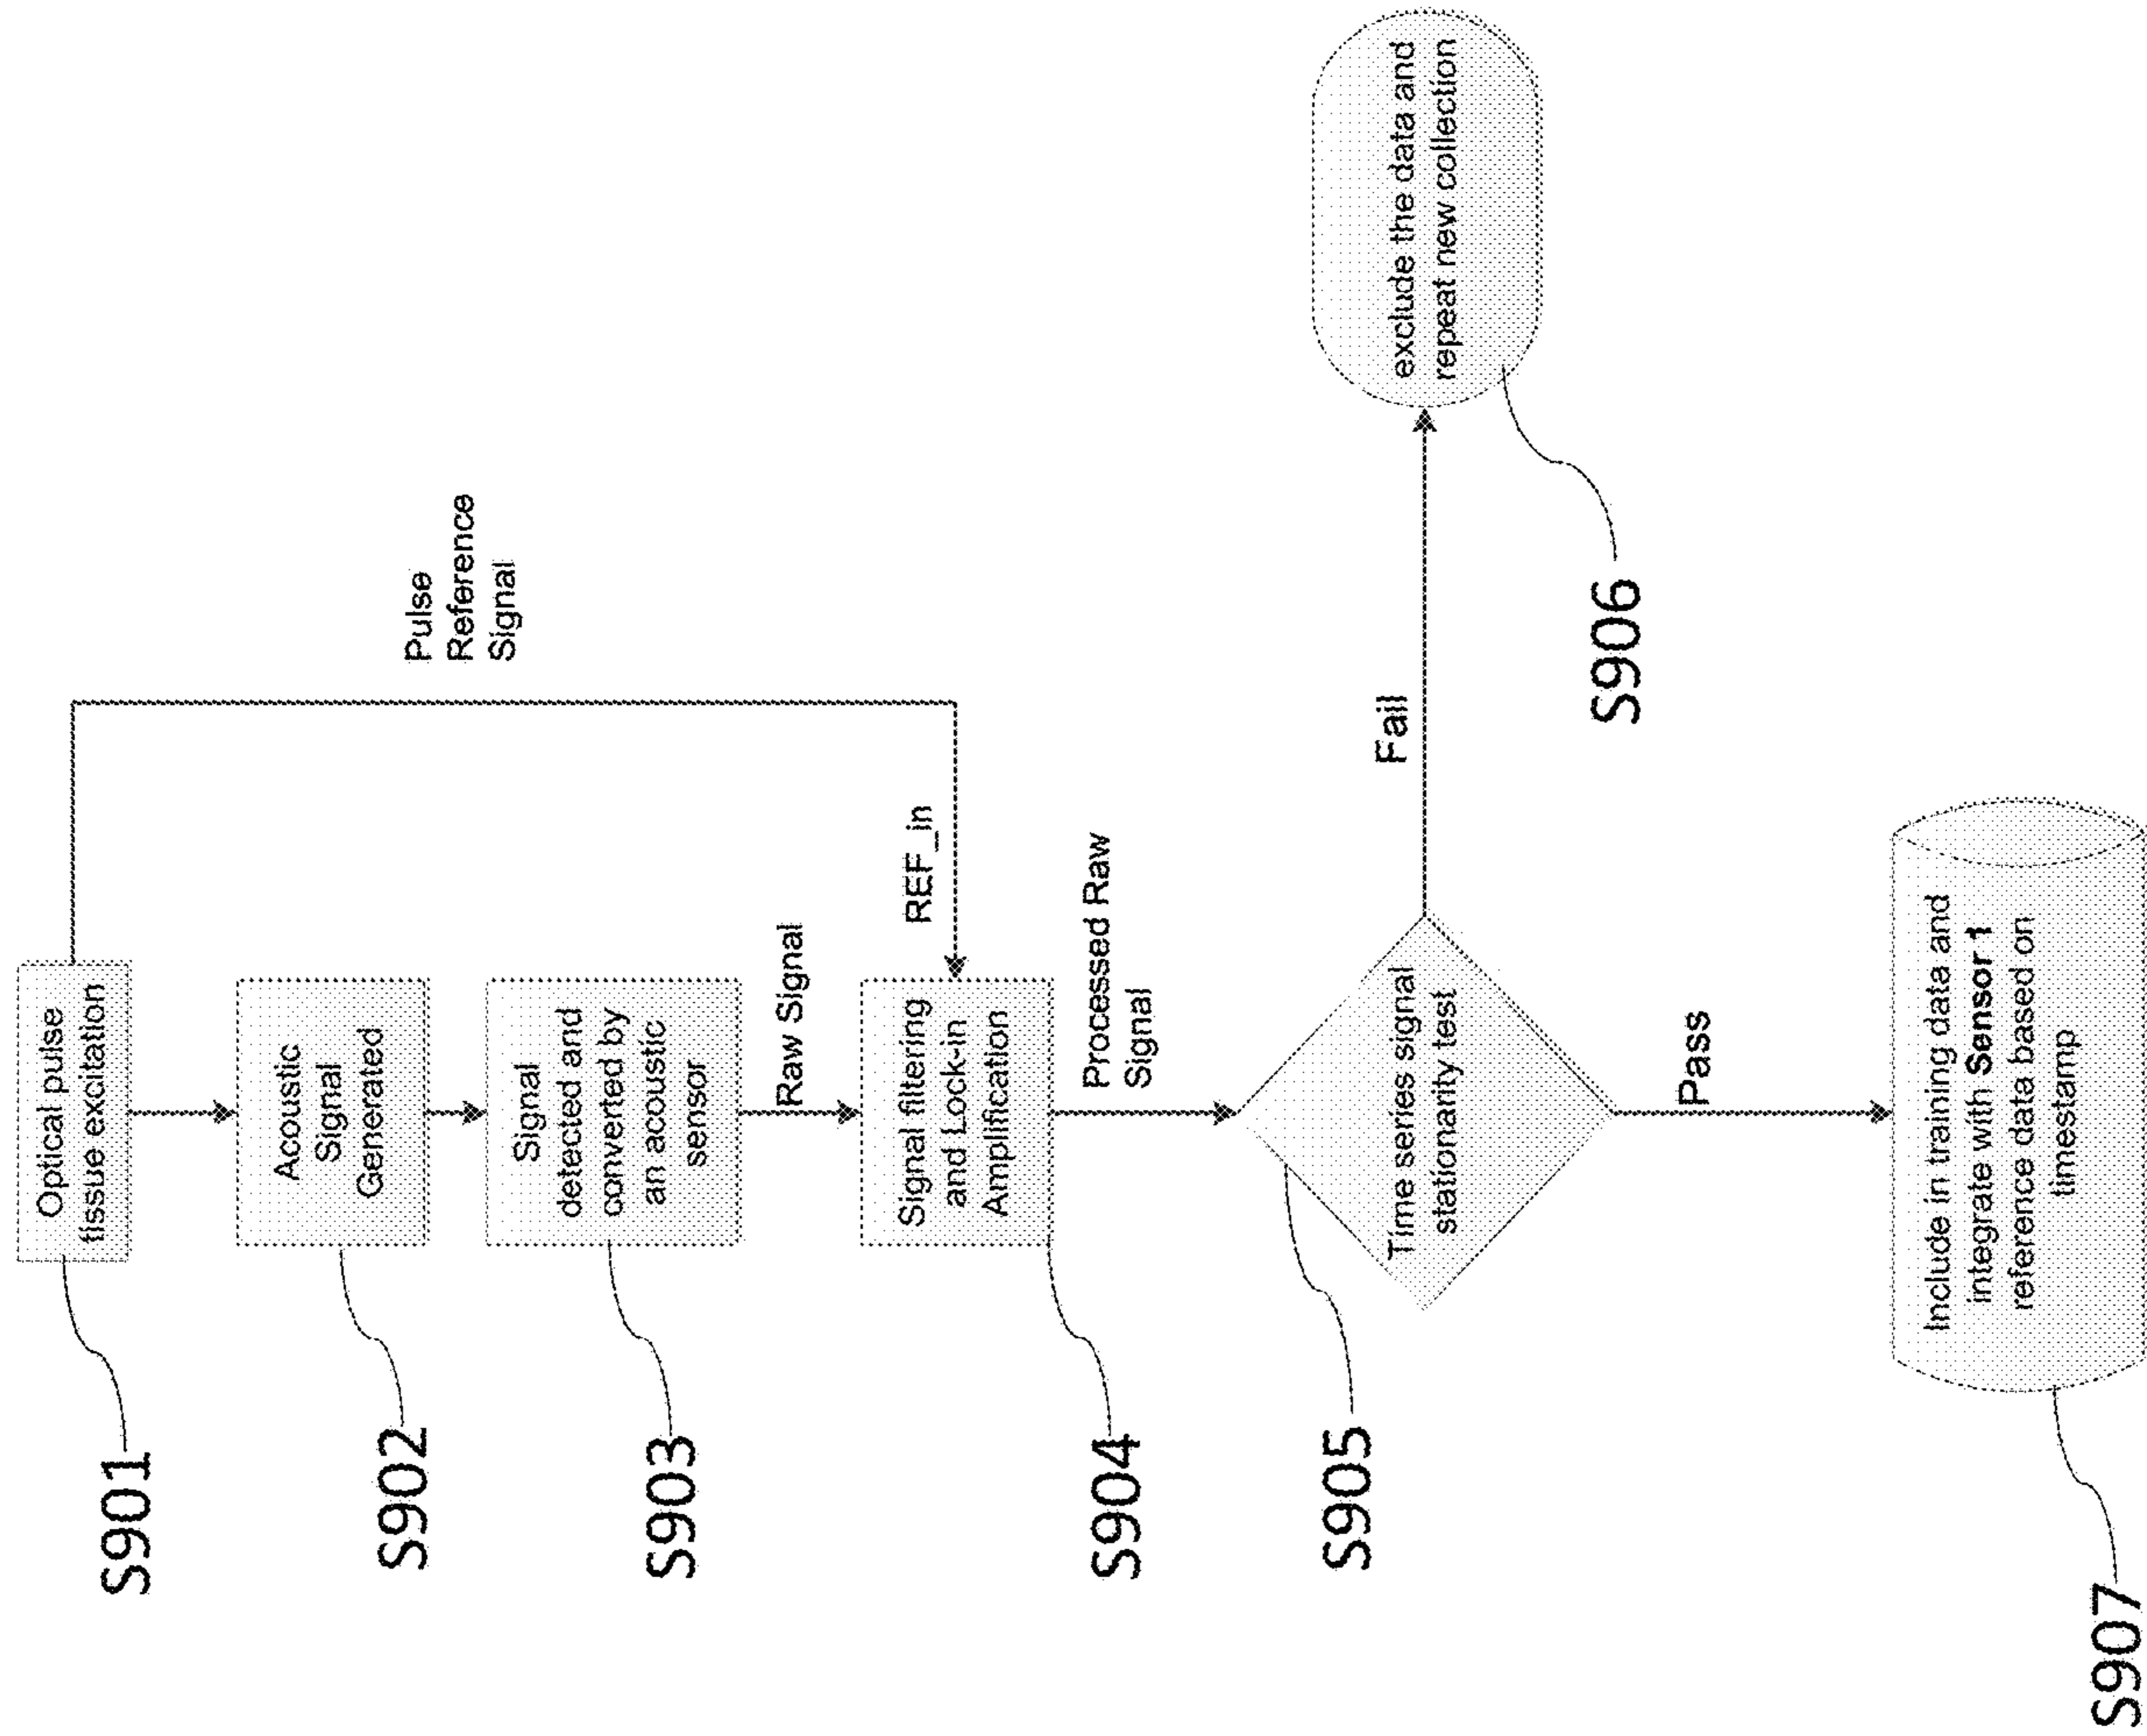 Optical pulse
tissue excitation
S901
Acoustic
Signal
Generated
S902
Signal
detected and
converted by
an acoustic
sensor
S903
Raw Signal
Pulse
Reference
Signal
REF_in
Signal filtering
and Lock-in
Amplification
S904
Processed Raw
Signal
Time series signal
stationarity test
S905
Fail
exclude the data and
repeat new collection
S906
Pass
Include in training data and
integrate with Sensor 1
reference data based on
timestamp
S907